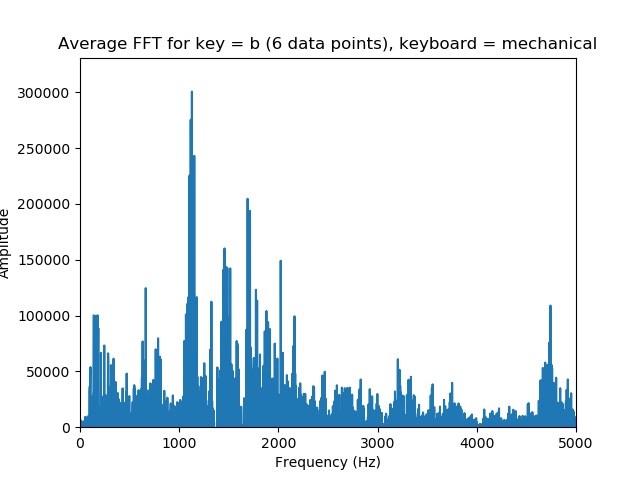 Average FFT for key = b (6 data points), keyboard = mechanical
300000
250000
200000
150000
100000
50000
0
Amplitude
0 1000 2000 3000 4000 5000
Frequency (Hz)